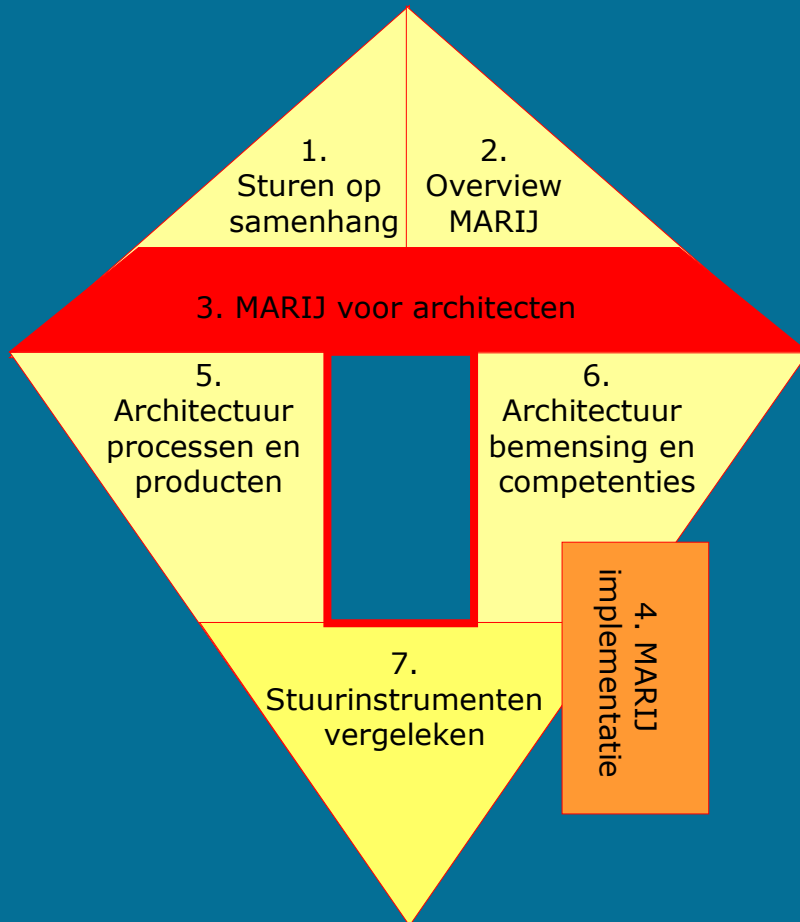 1.
Sturen op
samenhang
2.
Overview
MARIJ
3. MARIJ voor architecten
5.
Architectuur
processen en
producten
6.
Architectuur
bemensing en
competenties
4. MARIJ
implementatie
7.
Stuurinstrumenten
vergeleken